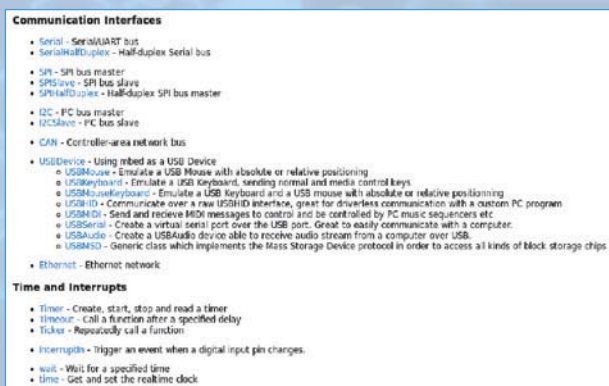 Communication Interfaces
• Serial - Serial/UART bus
• SerialHalfDuplex - Half-duplex Serial bus
• SPI - SPI bus master
• SPISlave - SPI bus slave
• SPIHalfDuplex - Half-duplex SPI bus master
• I2C - I²C bus master
• I2CSlave - I²C bus slave
• CAN - Controller-area network bus
• USBDevice - Using mbed as a USB Device
o USBMouse - Emulate a USB Mouse with absolute or relative positioning
o USBKeyboard - Emulate a USB Keyboard, sending normal and media control keys
o USBMouseKeyboard - Emulate a USB Keyboard and a USB mouse with absolute or relative positionning
o USBHID - Communicate over a raw USBHID interface, great for driverless communication with a custom PC program
o USBMIDI - Send and recieve MIDI messages to control and be controlled by PC music sequencers etc
o USBSerial - Create a virtual serial port over the USB port. Great to easily communicate with a computer.
o USBAudio - Create a USBAudio device able to receive audio stream from a computer over USB.
o USBMSD - Generic class which implements the Mass Storage Device protocol in order to access all kinds of block storage chips
• Ethernet - Ethernet network
Time and Interrupts
• Timer - Create, start, stop and read a timer
• Timeout - Call a function after a specified delay
• Ticker - Repeatedly call a function
• InterruptIn - Trigger an event when a digital input pin changes.
• wait - Wait for a specified time
• time - Get and set the realtime clock